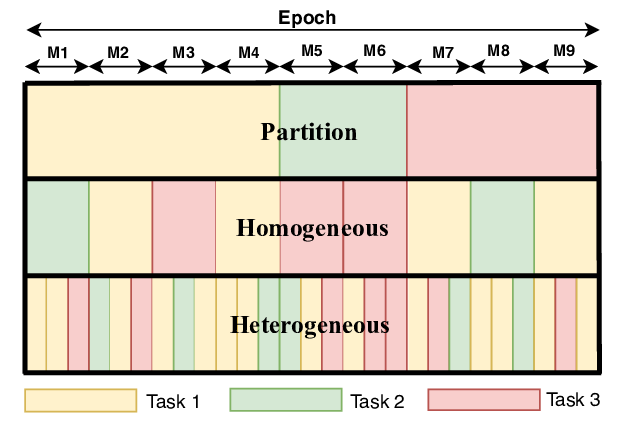 Epoch
M1 M2 M3 M4 M5 M6 M7 M8 M9
Partition
Homogeneous
Heterogeneous
Task 1 Task 2 Task 3